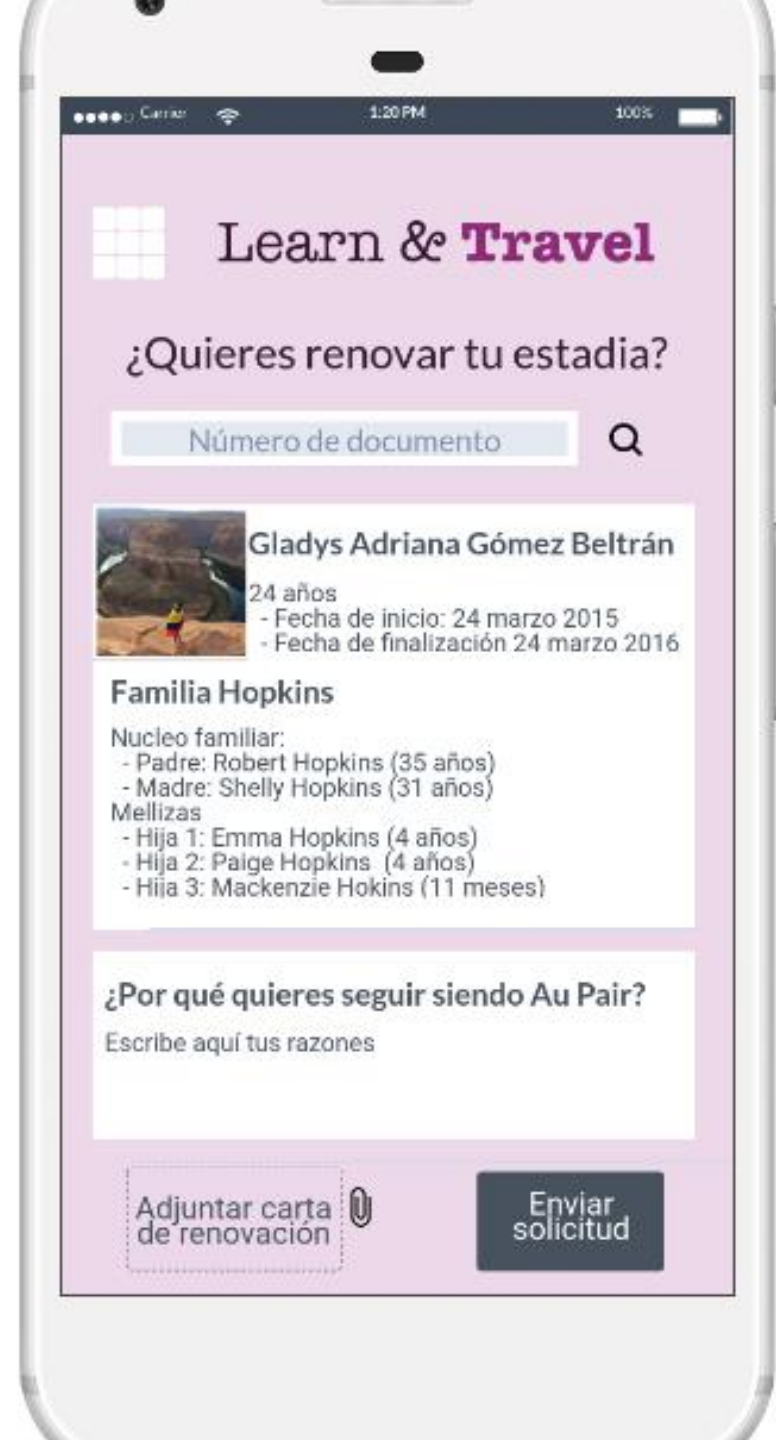 Carrier 1:20 PM 100%
Learn & Travel
¿Quieres renovar tu estadia?
Número de documento
Gladys Adriana Gómez Beltrán
24 años
- Fecha de inicio: 24 marzo 2015
- Fecha de finalización 24 marzo 2016
Familia Hopkins
Nucleo familiar:
- Padre: Robert Hopkins (35 años)
- Madre: Shelly Hopkins (31 años)
Mellizas
- Hija 1: Emma Hopkins (4 años)
- Hija 2: Paige Hopkins (4 años)
- Hija 3: Mackenzie Hokins (11 meses)
¿Por qué quieres seguir siendo Au Pair?
Escribe aquí tus razones
Adjuntar carta
de renovación
Enviar
solicitud